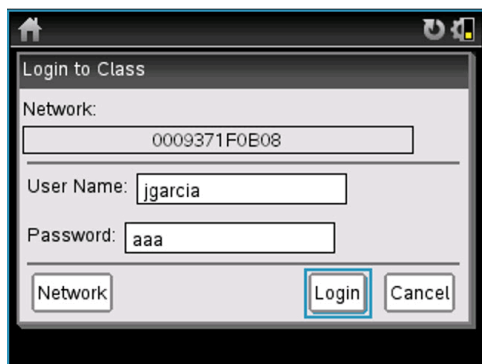 Login to Class
Network:
0009371F0B08
User Name: jgarcia
Password: aaa
Network Login Cancel